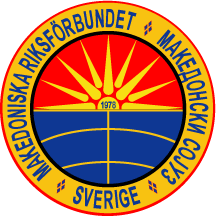 MAKEDONISKA RIKSFÖRBUNDET
МАКЕДОНСКИ СОЈУЗ
1978
SVERIGE